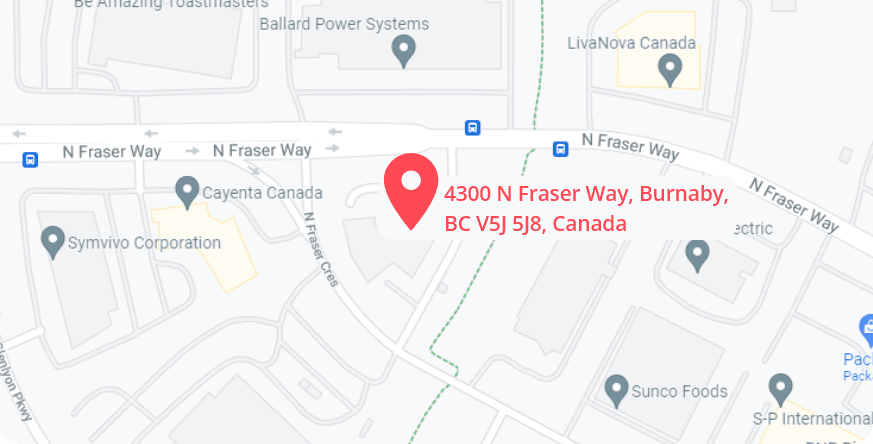 Be Amazing Toastmasters
Ballard Power Systems
LivaNova Canada
N Fraser Way
N Fraser Way
N Fraser Way
N Fraser Way
Cayenta Canada
4300 N Fraser Way, Burnaby,
BC V5J 5J8, Canada
ectric
Symvivo Corporation
N Fraser Cres
Glenlyon Pkwy
Pack
Packa
Sunco Foods
S-P International